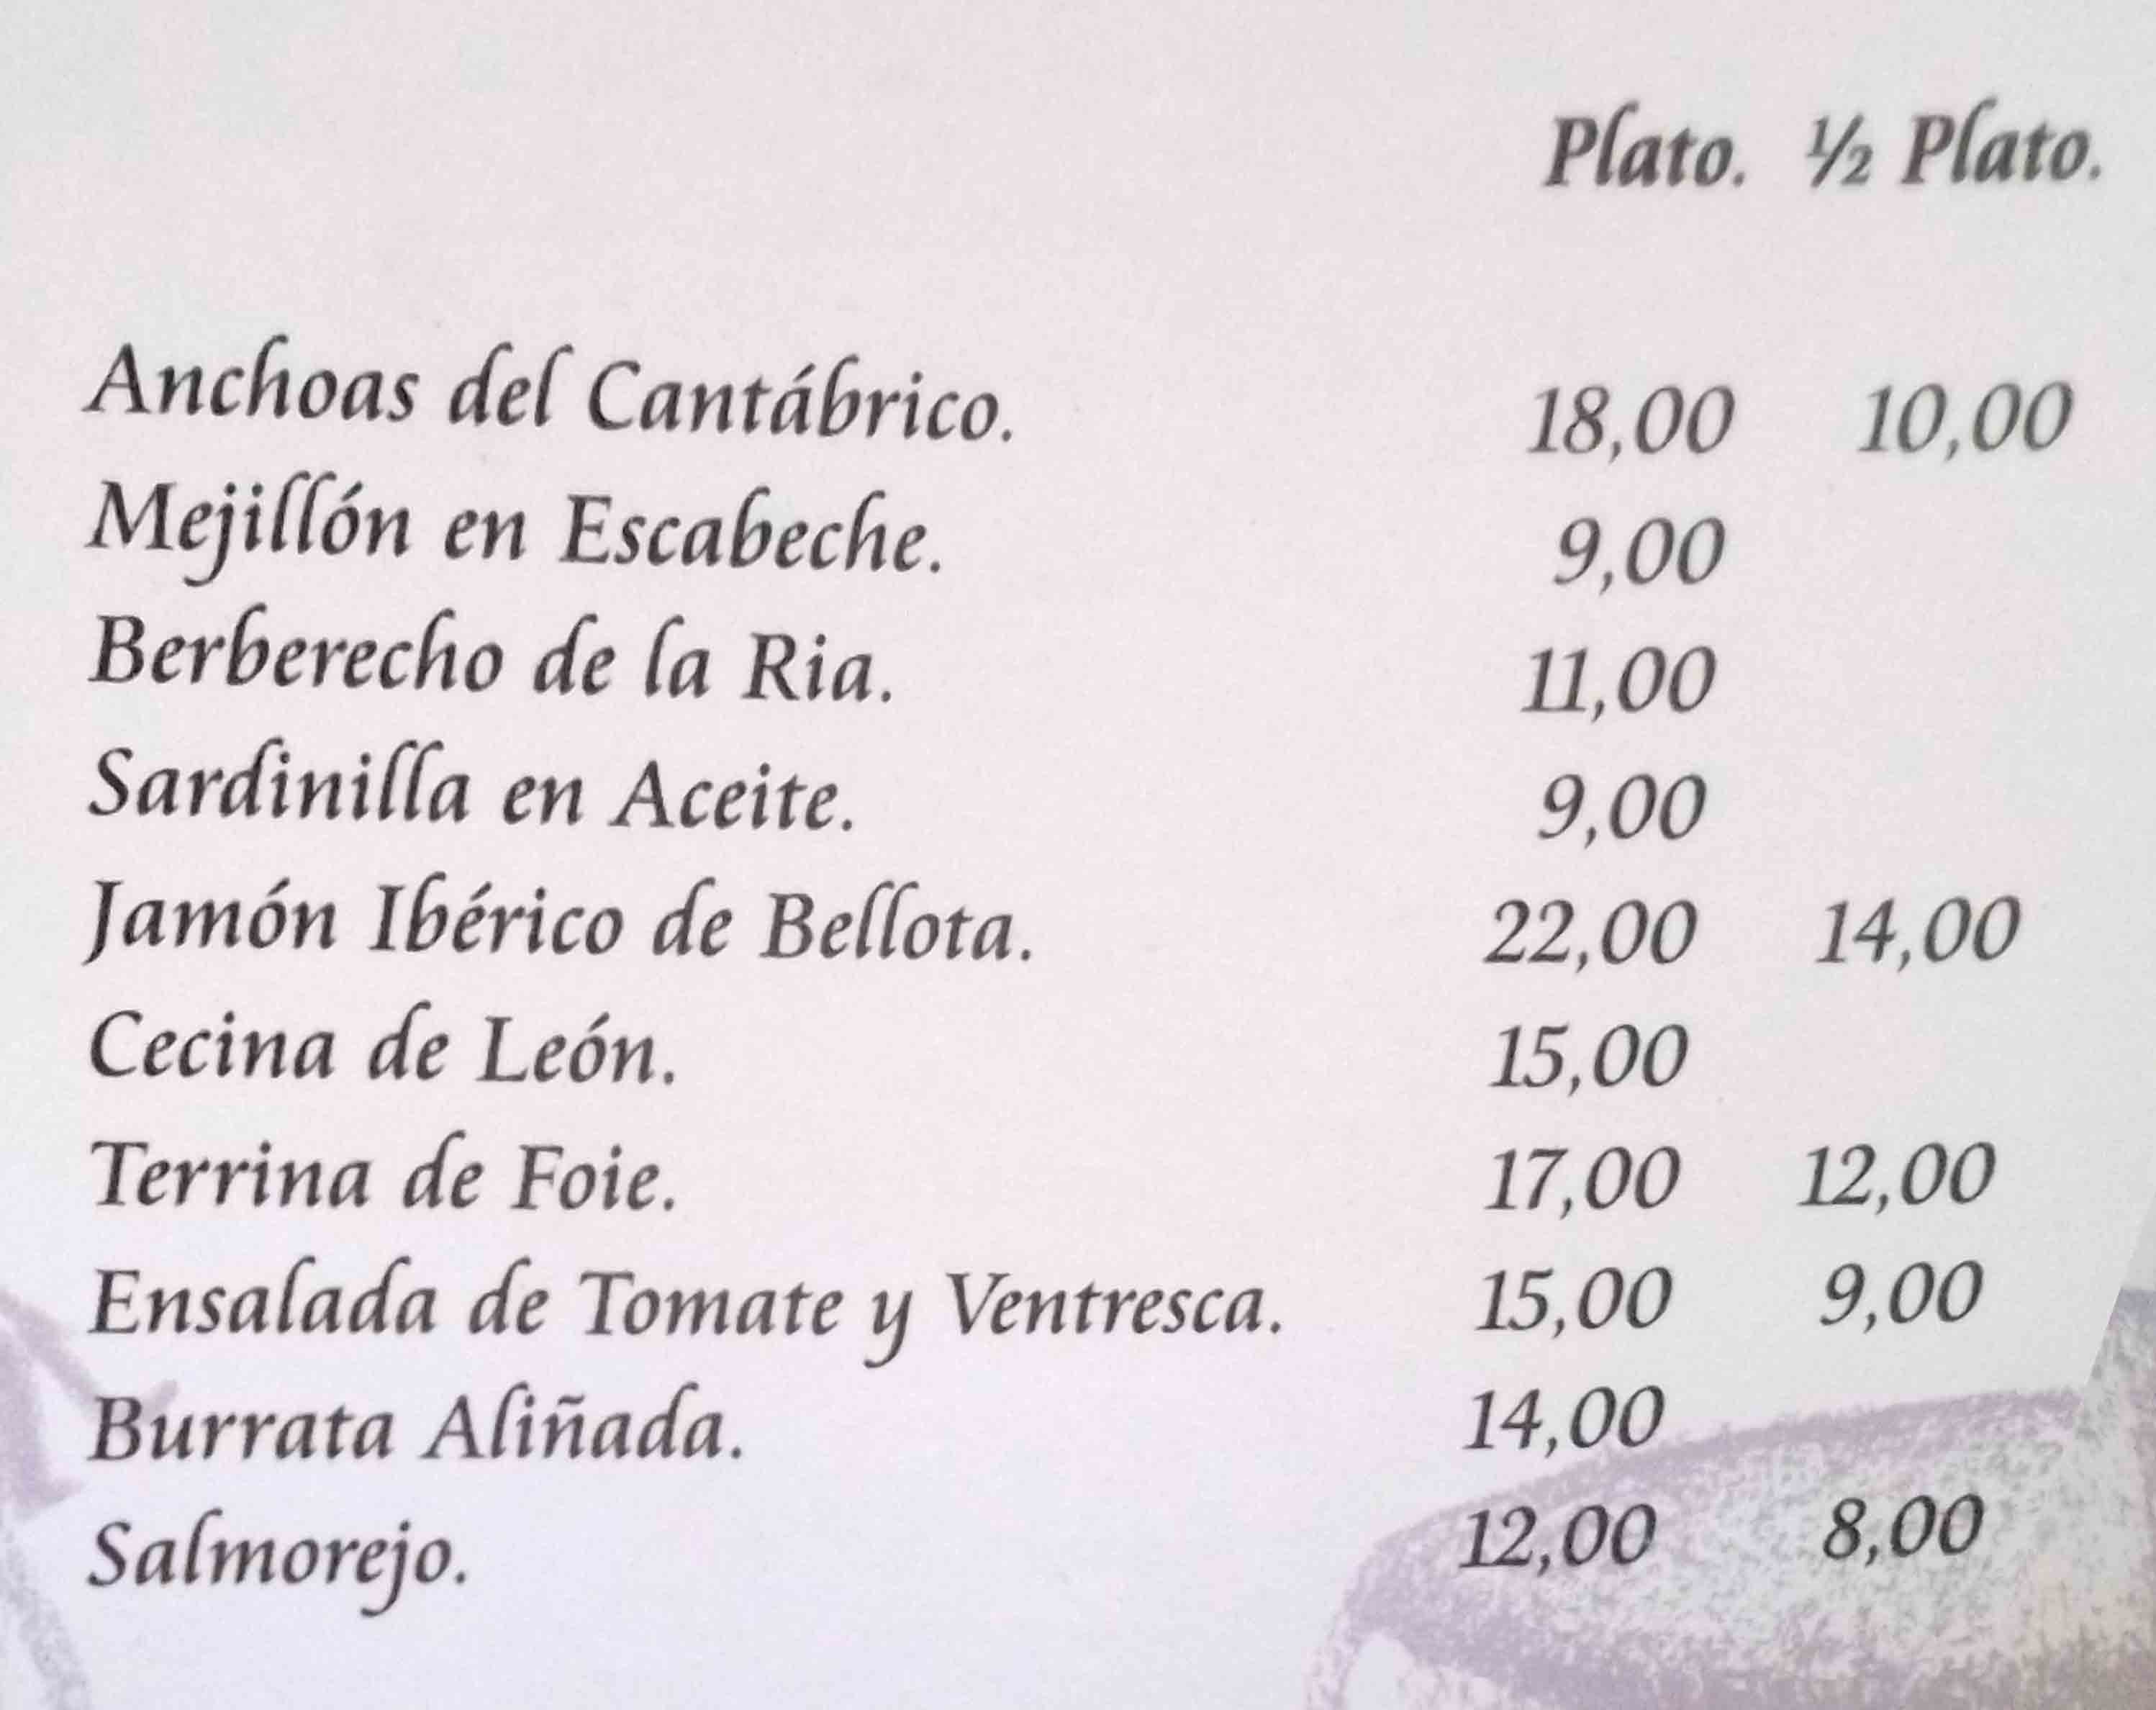 Plato. ½ Plato.
Anchoas del Cantábrico. 18,00 10,00
Mejillón en Escabeche. 9,00
Berberecho de la Ria. 11,00
Sardinilla en Aceite. 9,00
Jamón Ibérico de Bellota. 22,00 14,00
Cecina de León. 15,00
Terrina de Foie. 17,00 12,00
Ensalada de Tomate y Ventresca. 15,00 9,00
Burrata Aliñada. 14,00
Salmorejo. 12,00 8,00